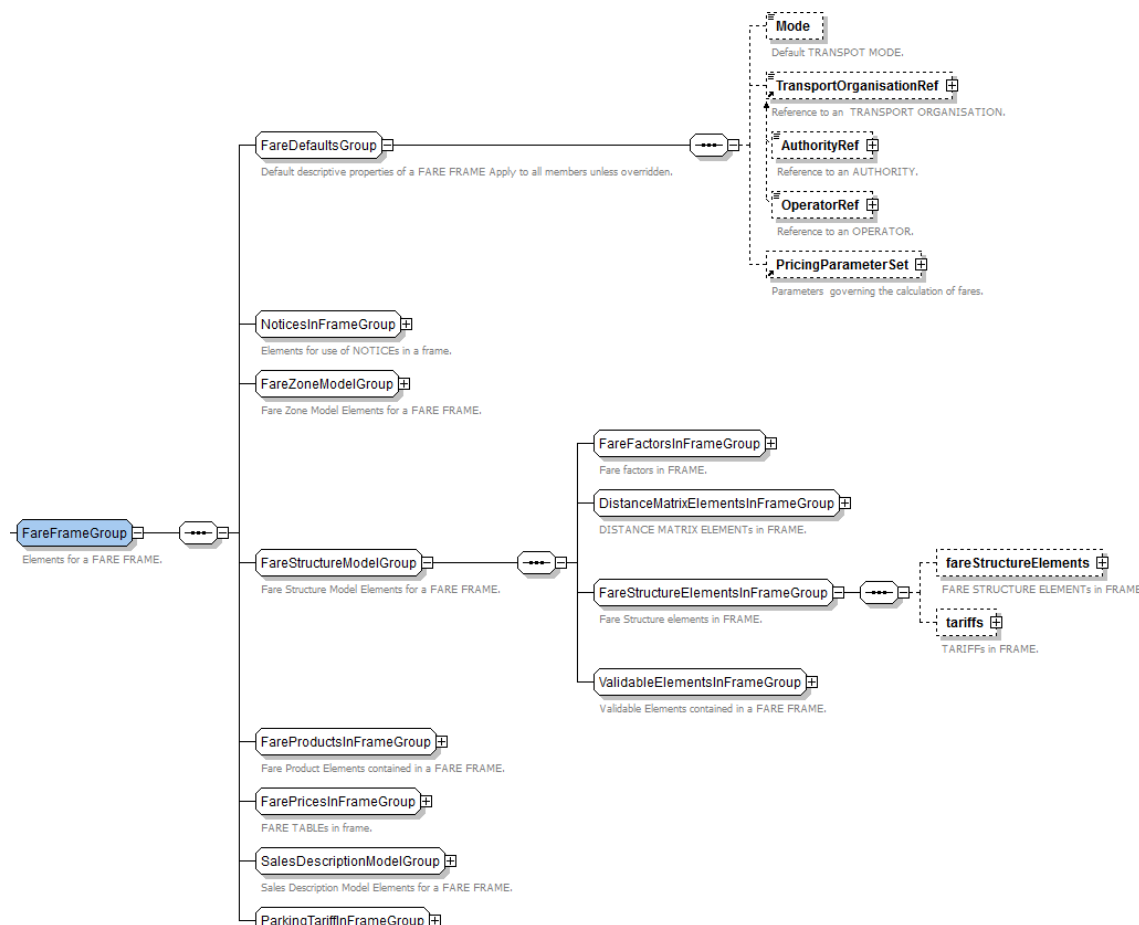 Mode
Default TRANSPOT MODE.
TransportOrganisationRef
Reference to an TRANSPORT ORGANISATION.
FareDefaultsGroup
Default descriptive properties of a FARE FRAME Apply to all members unless overridden.
AuthorityRef
Reference to an AUTHORITY.
OperatorRef
Reference to an OPERATOR.
PricingParameterSet
Parameters governing the calculation of fares.
NoticesInFrameGroup
Elements for use of NOTICEs in a frame.
FareZoneModelGroup
Fare Zone Model Elements for a FARE FRAME.
FareFrameGroup
Elements for a FARE FRAME.
FareStructureModelGroup
Fare Structure Model Elements for a FARE FRAME.
FareFactorsInFrameGroup
Fare factors in FRAME.
DistanceMatrixElementsInFrameGroup
DISTANCE MATRIX ELEMENTs in FRAME.
FareStructureElementsInFrameGroup
Fare Structure elements in FRAME.
fareStructureElements
FARE STRUCTURE ELEMENTs in FRAME
tariffs
TARIFFs in FRAME.
ValidableElementsInFrameGroup
Validable Elements contained in a FARE FRAME.
FareProductsInFrameGroup
Fare Product Elements contained in a FARE FRAME.
FarePricesInFrameGroup
FARE TABLEs in frame.
SalesDescriptionModelGroup
Sales Description Model Elements for a FARE FRAME.
ParkingTariffInFrameGroup